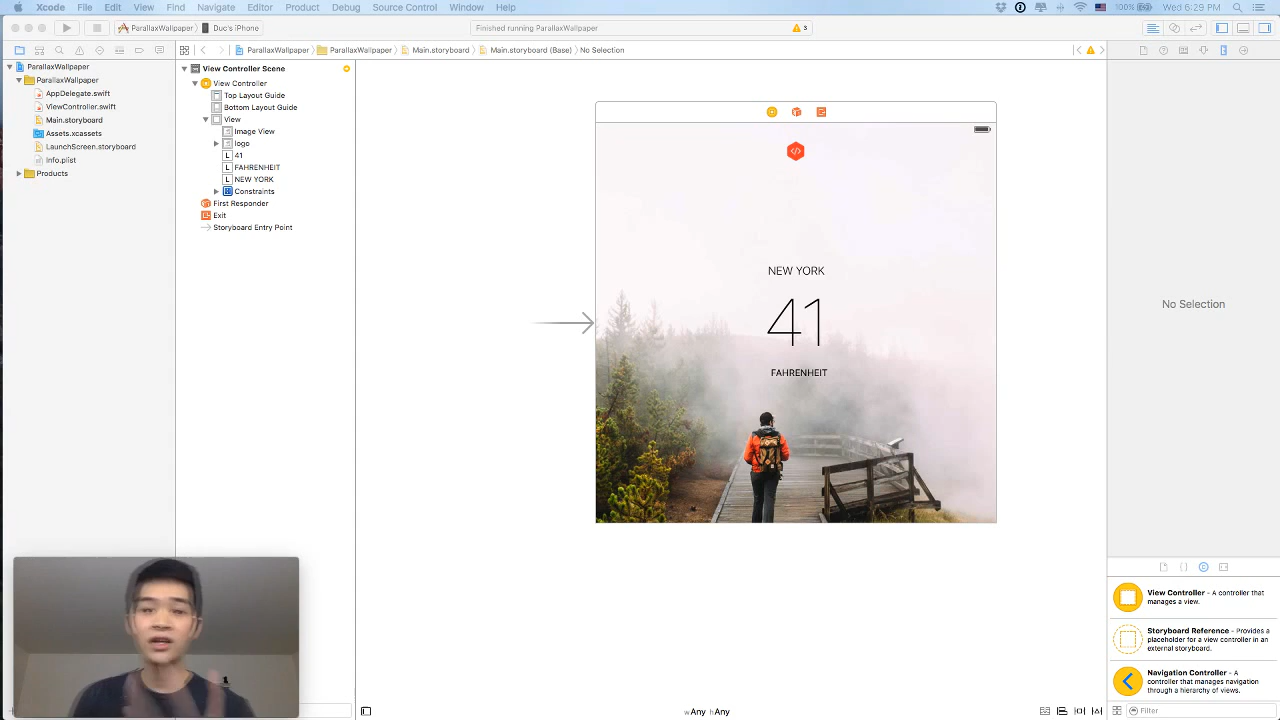 Xcode File Edit View Find Navigate Editor Product Debug Source Control Window Help 100% Wed 6:29 PM
ParallaxWallpaper Duc's iPhone Finished running ParallaxWallpaper 3
ParallaxWallpaper ParallaxWallpaper Main.storyboard Main.storyboard (Base) No Selection
ParallaxWallpaper
ParallaxWallpaper
AppDelegate.swift
ViewController.swift
Main.storyboard
Assets.xcassets
LaunchScreen.storyboard
Info.plist
Products
View Controller Scene
View Controller
Top Layout Guide
Bottom Layout Guide
View
Image View
logo
L 41
L FAHRENHEIT
L NEW YORK
Constraints
First Responder
Exit
Storyboard Entry Point
NEW YORK
41
FAHRENHEIT
No Selection
View Controller - A controller that
manages a view.
Storyboard Reference - Provides a
placeholder for a view controller in an
external storyboard.
Navigation Controller - A
controller that manages navigation
through a hierarchy of views.
wAny hAny
Filter